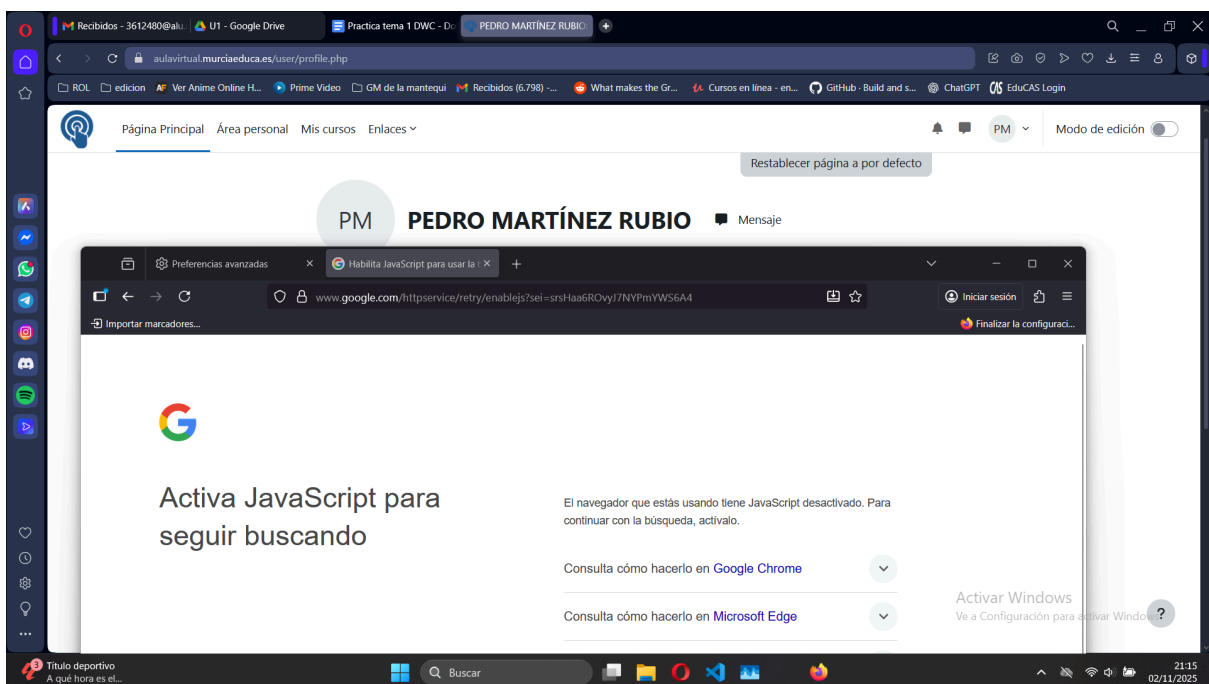 Recibidos - 3612480@alu.
U1 - Google Drive
Practica tema 1 DWC - Do
PEDRO MARTÍNEZ RUBIO:
aulavirtual.murciaeduca.es/user/profile.php
ROL
edicion
AF Ver Anime Online H...
Prime Video
GM de la mantequi
Recibidos (6.798) -...
What makes the Gr...
Cursos en línea - en...
GitHub - Build and s...
ChatGPT
EduCAS Login
Página Principal
Área personal
Mis cursos
Enlaces
PM
Modo de edición
Restablecer página a por defecto
PM
PEDRO MARTÍNEZ RUBIO
Mensaje
Preferencias avanzadas
Habilita JavaScript para usar la
www.google.com/httpservice/retry/enablejs?sei=srsHaa6ROvyJ7NYPmYWS6A4
Iniciar sesión
Importar marcadores...
Finalizar la configuraci...
G
Activa JavaScript para
seguir buscando
El navegador que estás usando tiene JavaScript desactivado. Para
continuar con la búsqueda, actívalo.
Consulta cómo hacerlo en Google Chrome
Consulta cómo hacerlo en Microsoft Edge
Activar Windows
Ve a Configuración para activar Windows
?
3
Título deportivo
A qué hora es el...
Buscar
21:15
02/11/2025